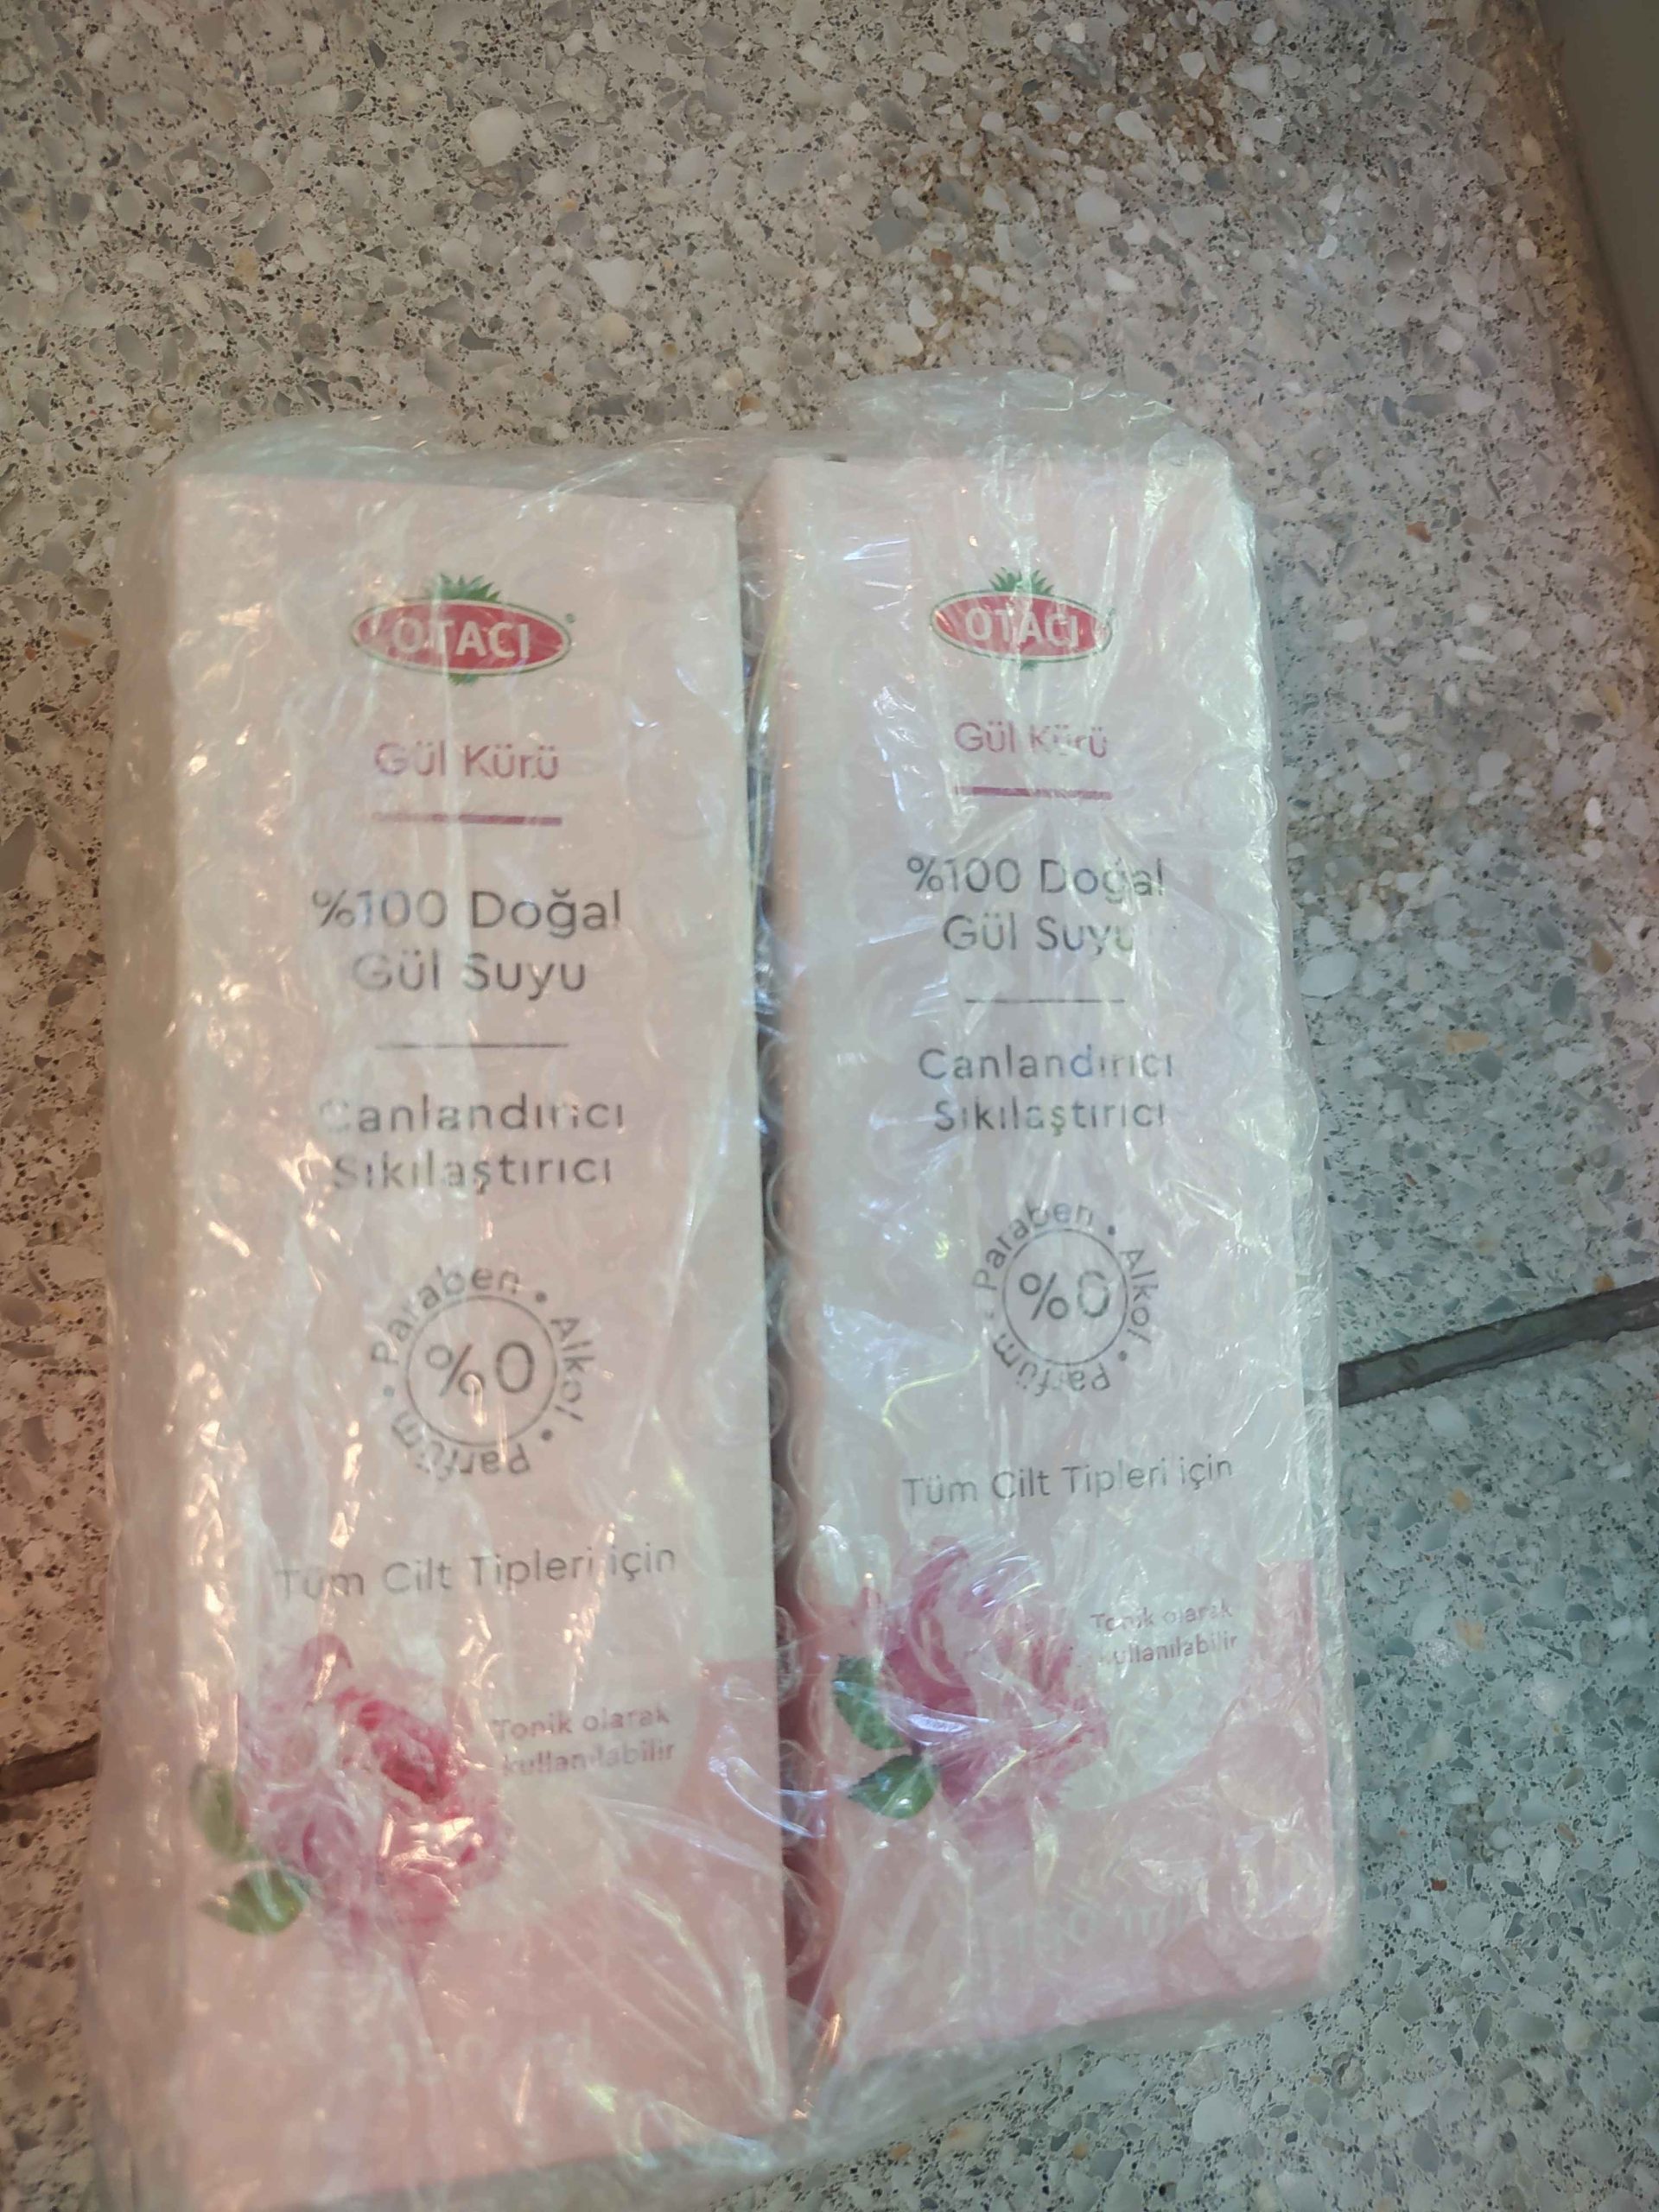 OTACI
Gül Kürü
%100 Doğal
Gül Suyu
Canlandırıcı
Sıkılaştırıcı
Paraben • Alkol • Parfüm •
%0
Tüm Cilt Tipleri için
Tonik olarak
kullanılabilir
OTACI
Gül Kürü
%100 Doğal
Gül Suyu
Canlandırıcı
Sıkılaştırıcı
Paraben • Alkol • Parfüm •
%0
Tüm Cilt Tipleri için
Tonik olarak
kullanılabilir